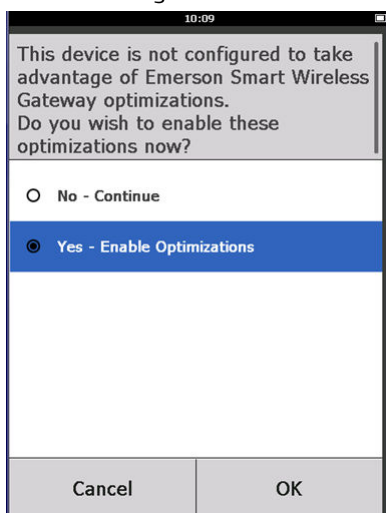 10:09
This device is not configured to take
advantage of Emerson Smart Wireless
Gateway optimizations.
Do you wish to enable these
optimizations now?
No - Continue
Yes - Enable Optimizations
Cancel
OK